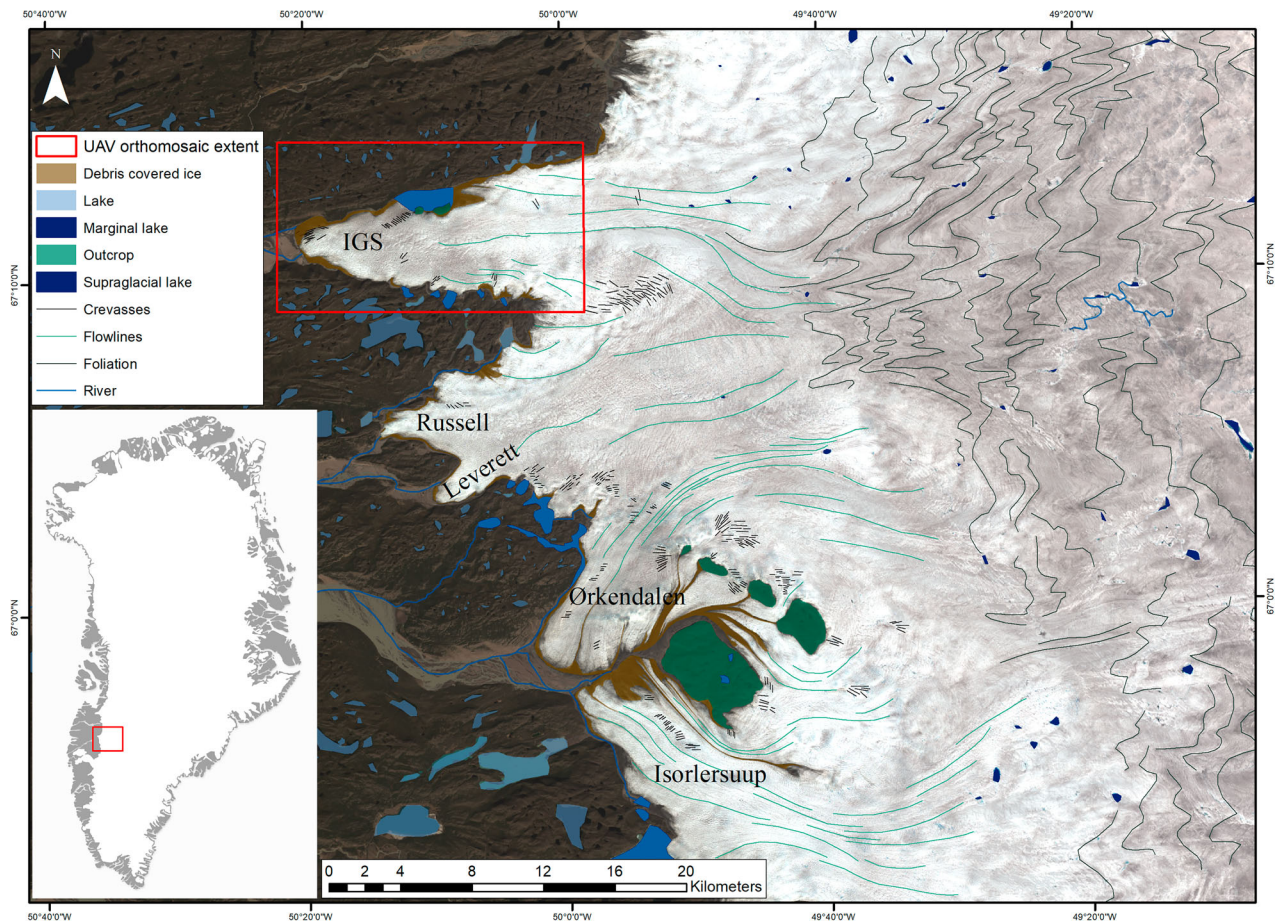 50°40'0"W 50°20'0"W 50°0'0"W 49°40'0"W 49°20'0"W
N
UAV orthomosaic extent
Debris covered ice
Lake
Marginal lake
Outcrop
Supraglacial lake
Crevasses
Flowlines
Foliation
River
IGS
67°10'0"N 67°10'0"N
Russell
Leverett
Ørkendalen
67°0'0"N 67°0'0"N
Isorlersuup
0 2 4 8 12 16 20
Kilometers
50°40'0"W 50°20'0"W 50°0'0"W 49°40'0"W 49°20'0"W